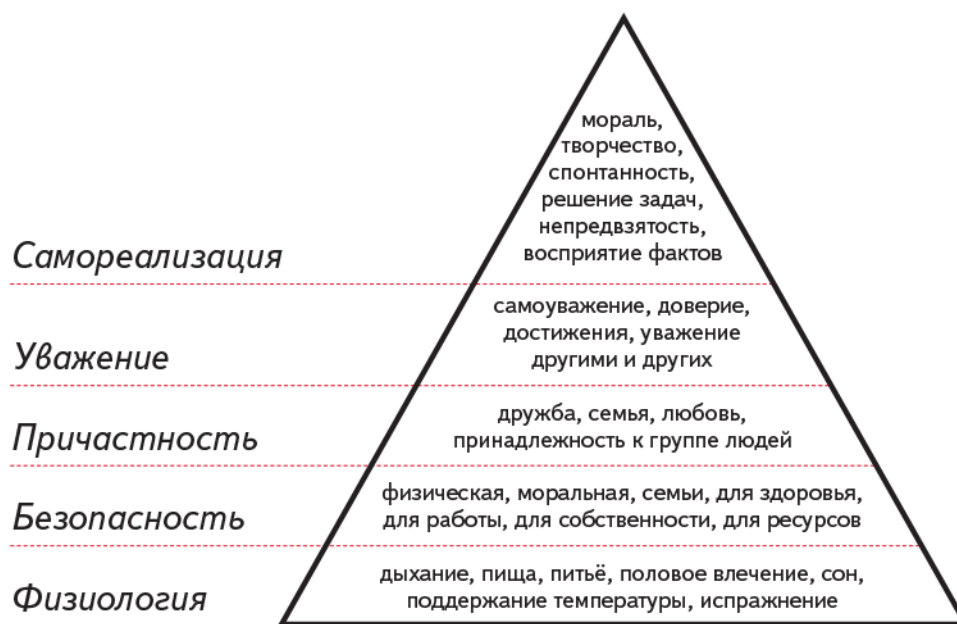 мораль,
творчество,
спонтанность,
решение задач,
непредвзятость,
восприятие фактов
Самореализация
самоуважение, доверие,
достижения, уважение
другими и других
Уважение
дружба, семья, любовь,
принадлежность к группе людей
Причастность
физическая, моральная, семьи, для здоровья,
для работы, для собственности, для ресурсов
Безопасность
дыхание, пища, питьё, половое влечение, сон,
поддержание температуры, испражнение
Физиология